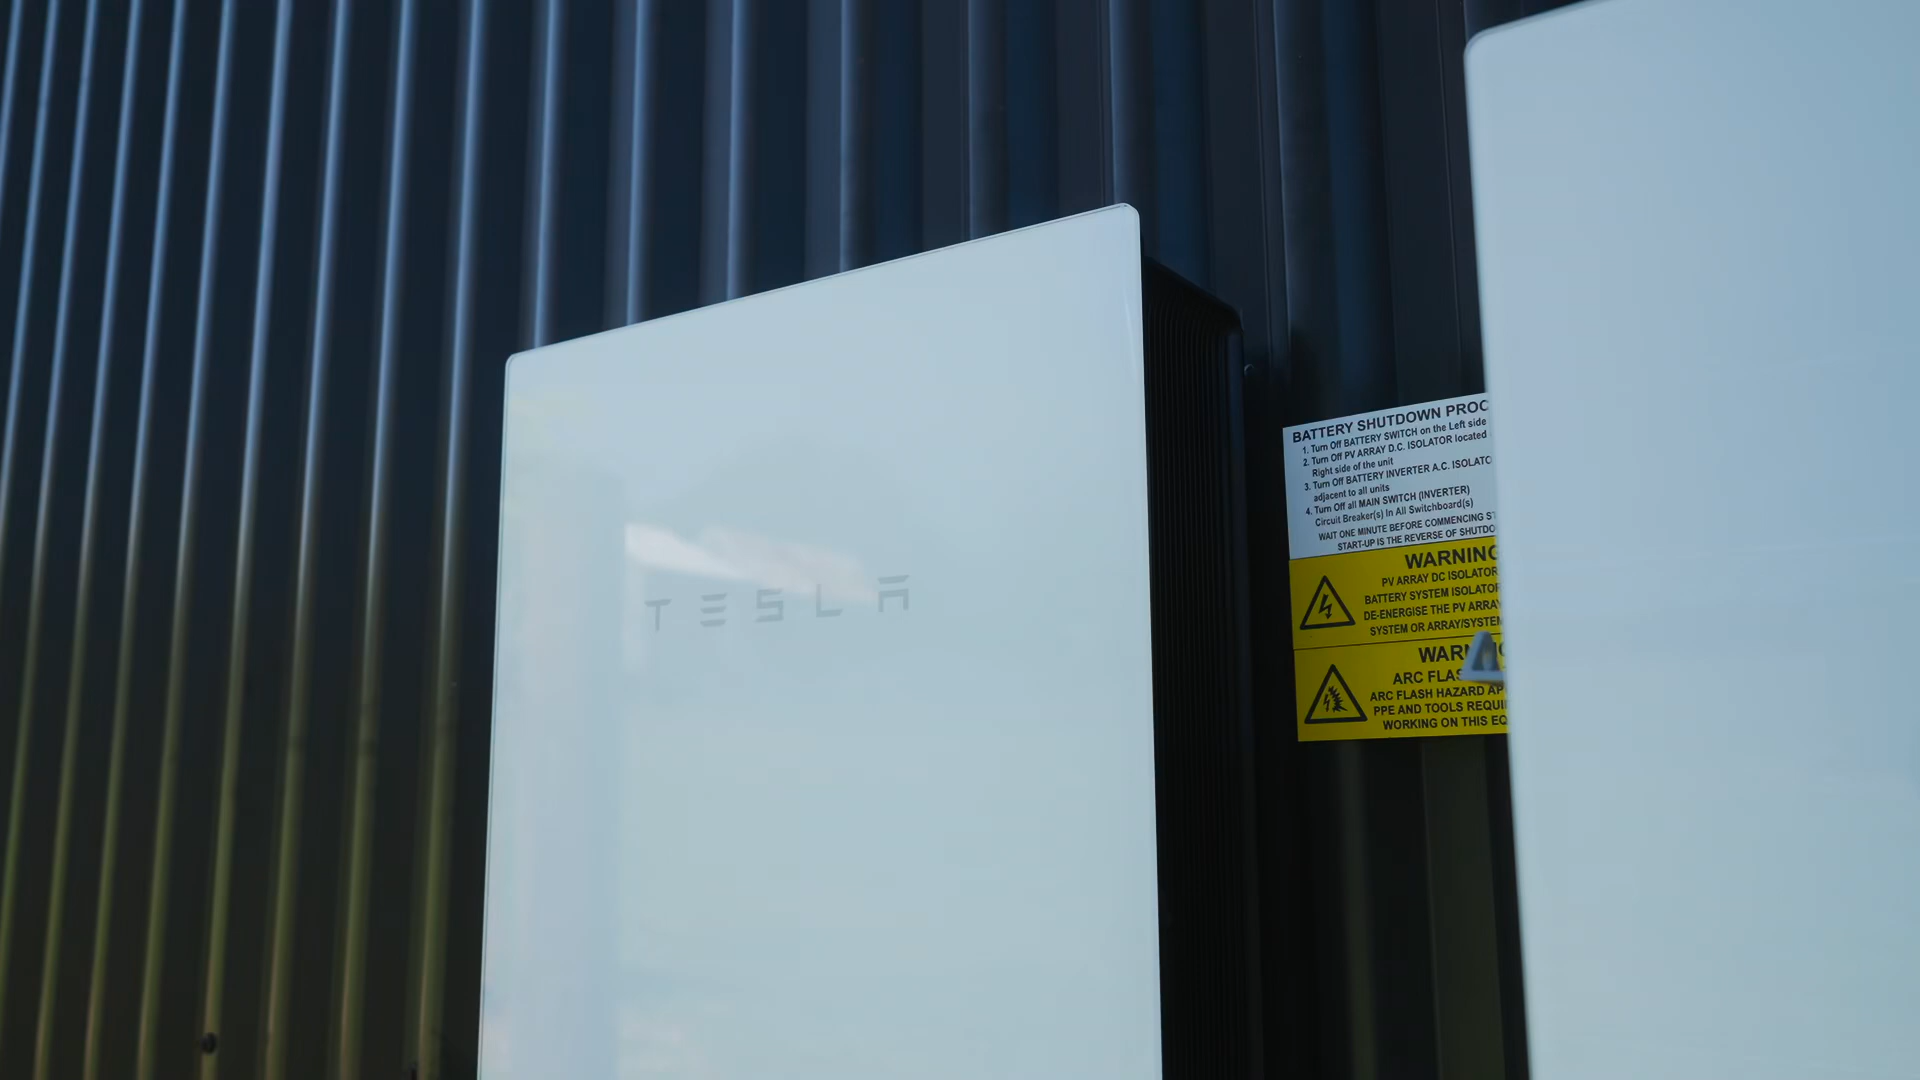 TESLA
BATTERY SHUTDOWN PROC
1. Turn Off BATTERY SWITCH on the Left side
2. Turn Off PV ARRAY D.C. ISOLATOR located
Right side of the unit
3. Turn Off BATTERY INVERTER A.C. ISOLATO
adjacent to all units
4. Turn Off all MAIN SWITCH (INVERTER)
Circuit Breaker(s) In All Switchboard(s)
WAIT ONE MINUTE BEFORE COMMENCING ST
START-UP IS THE REVERSE OF SHUTDO
WARNING
PV ARRAY DC ISOLATOR
BATTERY SYSTEM ISOLATOR
DE-ENERGISE THE PV ARRAY
SYSTEM OR ARRAY/SYSTEM
WARNING
ARC FLAS
ARC FLASH HAZARD AP
PPE AND TOOLS REQUI
WORKING ON THIS EQ